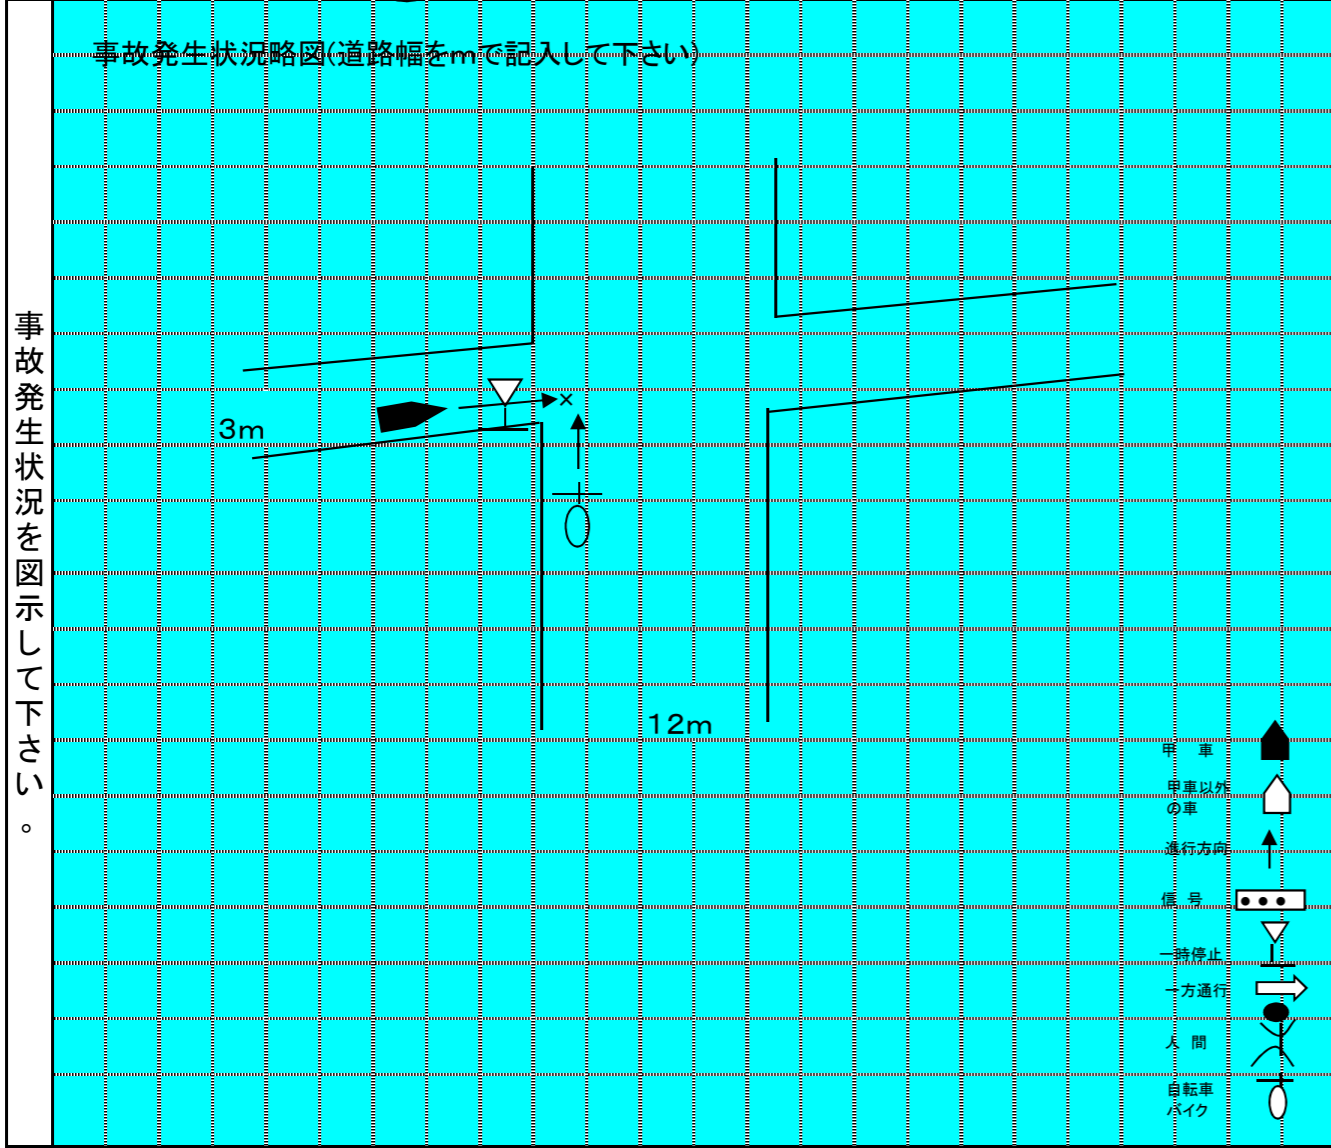 事故発生状況略図(道路幅をmで記入して下さい)
事故発生状況を図示して下さい。
3m
12m
甲 車
甲車以外
の車
進行方向
信 号
一時停止
一方通行
人 間
自転車
バイク